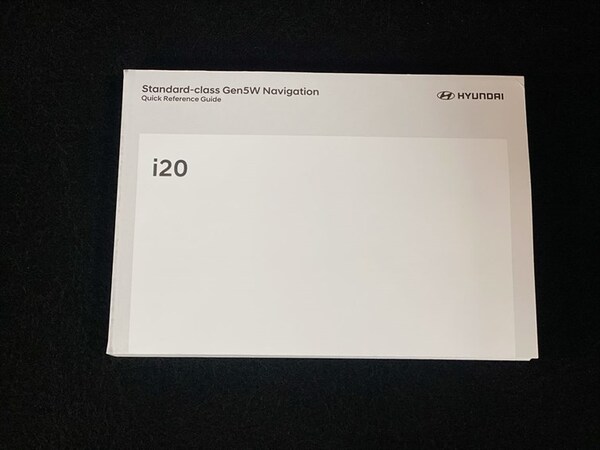 Standard-class Gen5W Navigation
Quick Reference Guide
HYUNDAI
i20